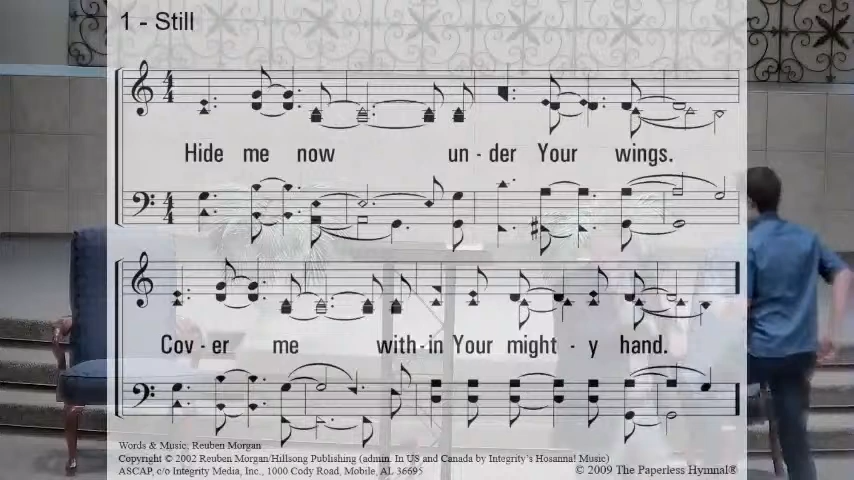 1 - Still
Hide me now un - der Your wings.
Cov - er me with - in Your might - y hand.
Words & Music, Reuben Morgan
Copyright © 2002 Reuben Morgan/Hillsong Publishing (admin. In US and Canada by Integrity's Hosanna! Music)
ASCAP, c/o Integrity Media, Inc., 1000 Cody Road, Mobile, AL 36695
© 2009 The Paperless Hymnal®